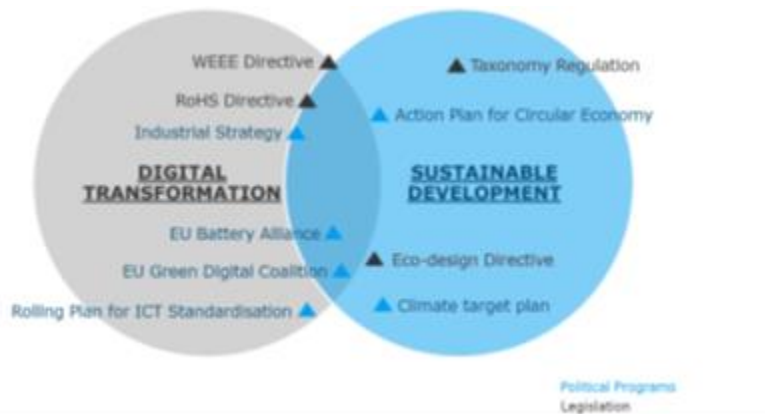 WEEE Directive
Taxonomy Regulation
RoHS Directive
Action Plan for Circular Economy
Industrial Strategy
DIGITAL
TRANSFORMATION
SUSTAINABLE
DEVELOPMENT
EU Battery Alliance
Eco-design Directive
EU Green Digital Coalition
Rolling Plan for ICT Standardisation
Climate target plan
Political Programs
Legislation